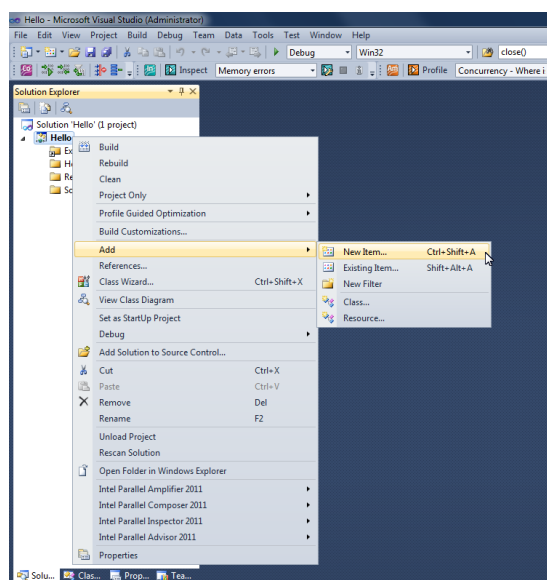 Hello - Microsoft Visual Studio (Administrator)
File Edit View Project Build Debug Team Data Tools Test Window Help
Debug Win32 close()
Inspect Memory errors Profile Concurrency - Where i
Solution Explorer
Solution 'Hello' (1 project)
Hello
Ex
He
Re
So
Build
Rebuild
Clean
Project Only
Profile Guided Optimization
Build Customizations...
Add
References...
Class Wizard... Ctrl+Shift+X
View Class Diagram
Set as StartUp Project
Debug
Add Solution to Source Control...
Cut Ctrl+X
Paste Ctrl+V
Remove Del
Rename F2
Unload Project
Rescan Solution
Open Folder in Windows Explorer
Intel Parallel Amplifier 2011
Intel Parallel Composer 2011
Intel Parallel Inspector 2011
Intel Parallel Advisor 2011
Properties
New Item... Ctrl+Shift+A
Existing Item... Shift+Alt+A
New Filter
Class...
Resource...
Solu... Clas... Prop... Tea...